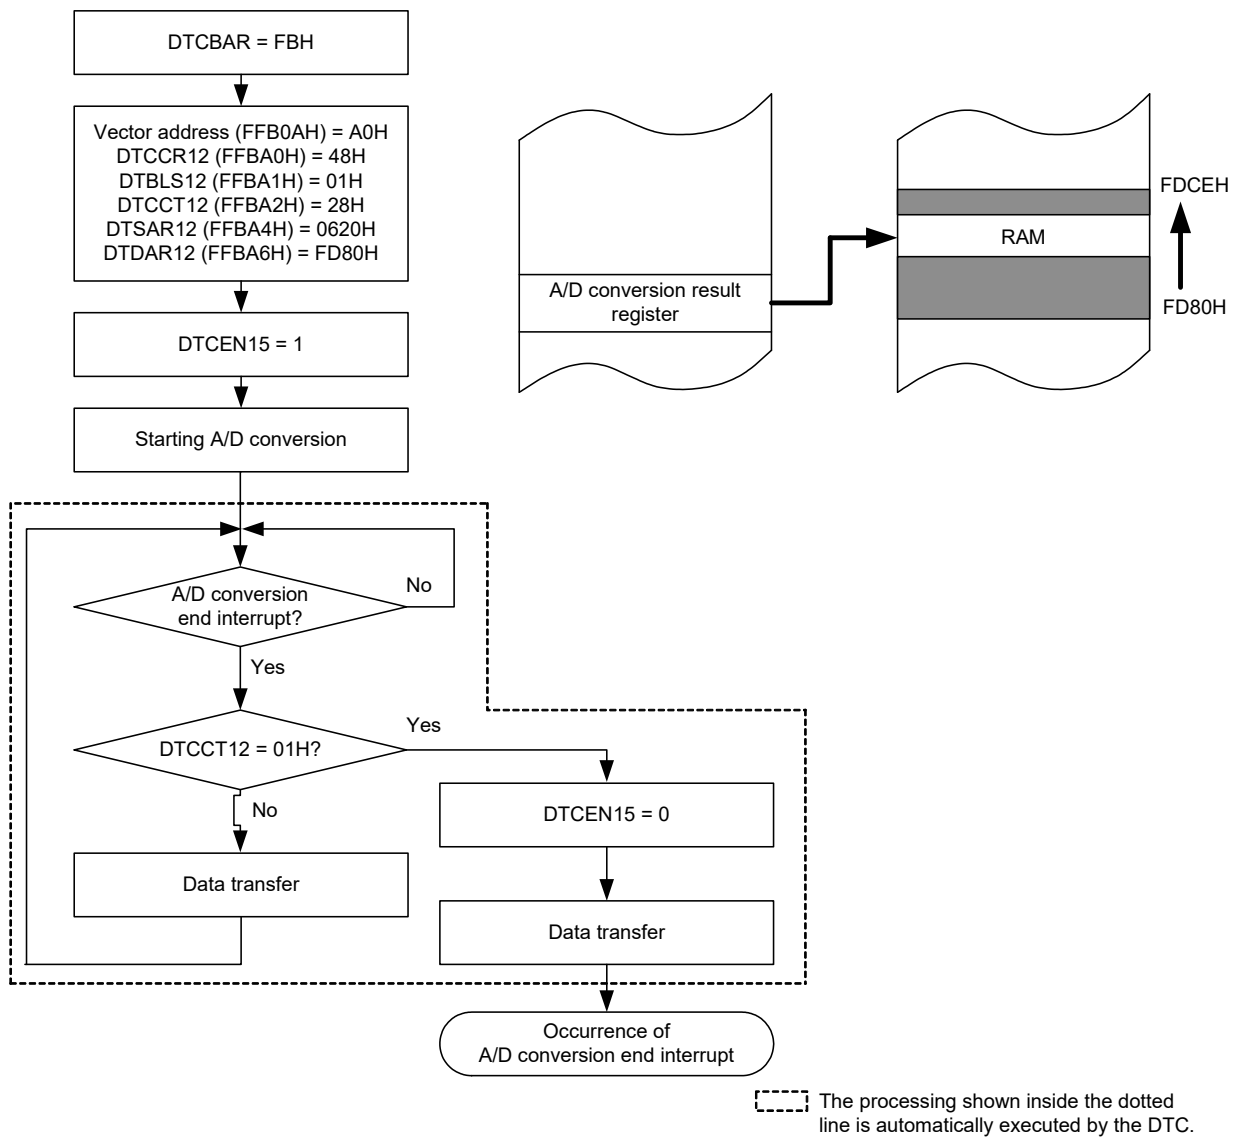 DTCBAR = FBH
Vector address (FFB0AH) = A0H
DTCCR12 (FFBA0H) = 48H
DTBLS12 (FFBA1H) = 01H
DTCCT12 (FFBA2H) = 28H
DTSAR12 (FFBA4H) = 0620H
DTDAR12 (FFBA6H) = FD80H
DTCEN15 = 1
Starting A/D conversion
A/D conversion
end interrupt?
No
Yes
DTCCT12 = 01H?
Yes
No
Data transfer
DTCEN15 = 0
Data transfer
Occurrence of
A/D conversion end interrupt
A/D conversion result
register
RAM
FDCEH
FD80H
The processing shown inside the dotted
line is automatically executed by the DTC.